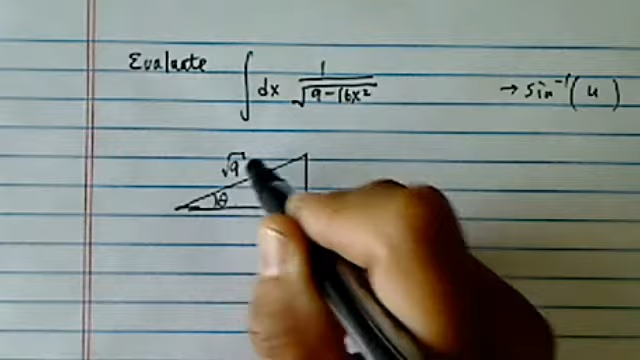 Evaluate ∫ dx 1/√(9-16x²) → sin⁻¹(u)
√9
θ